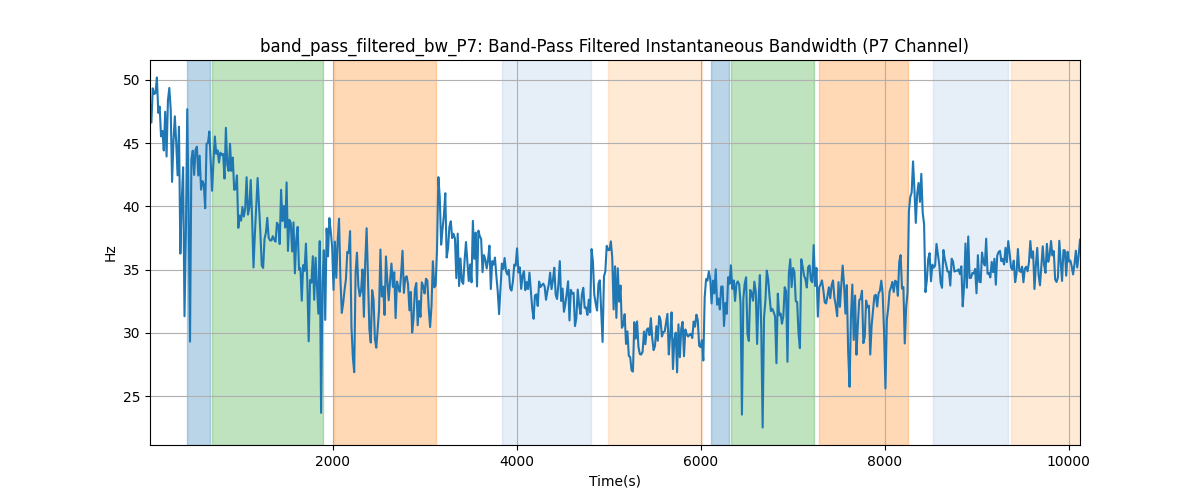 band_pass_filtered_bw_P7: Band-Pass Filtered Instantaneous Bandwidth (P7 Channel)
50
45
40
35
30
25
Hz
2000 4000 6000 8000 10000
Time(s)